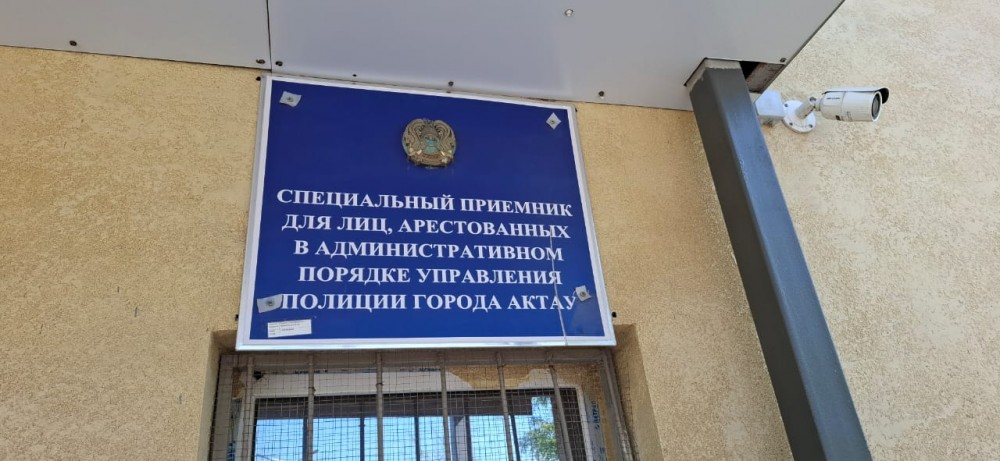 СПЕЦИАЛЬНЫЙ ПРИЕМНИК
ДЛЯ ЛИЦ, АРЕСТОВАННЫХ
В АДМИНИСТРАТИВНОМ
ПОРЯДКЕ УПРАВЛЕНИЯ
ПОЛИЦИИ ГОРОДА АКТАУ